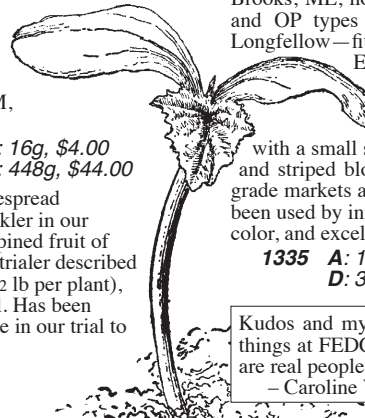 M,
: 16g, $4.00
: 448g, $44.00
espread
kler in our
pined fruit of
trialer described
2 lb per plant),
l. Has been
e in our trial to
Brooks, ME, no
and OP types
Longfellow—fi
E
with a small s
and striped blo
grade markets a
been used by in
color, and excel
1335 A: 1
D: 3
Kudos and my
things at FEDC
are real people
– Caroline